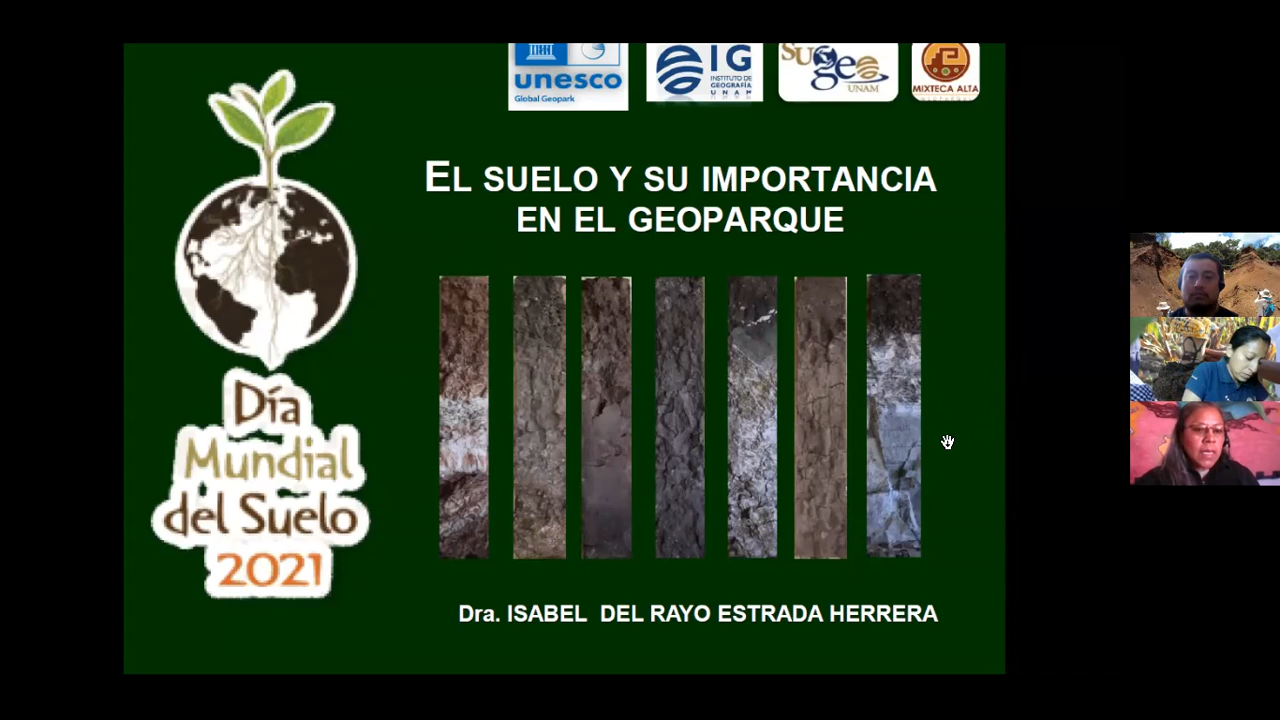 unesco
Global Geopark
IG
INSTITUTO DE
GEOGRAFÍA
UNAM
sugeo
UNAM
MIXTECA ALTA
EL SUELO Y SU IMPORTANCIA
EN EL GEOPARQUE
Día
Mundial
del Suelo
2021
Dra. ISABEL DEL RAYO ESTRADA HERRERA